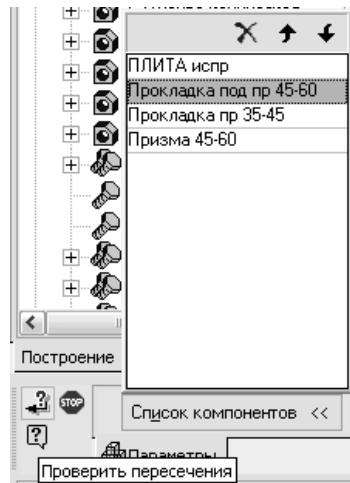 ПЛИТА испр
Прокладка под пр 45-60
Прокладка пр 35-45
Призма 45-60
Построение
STOP
Список компонентов <<
Параметры
Проверить пересечения